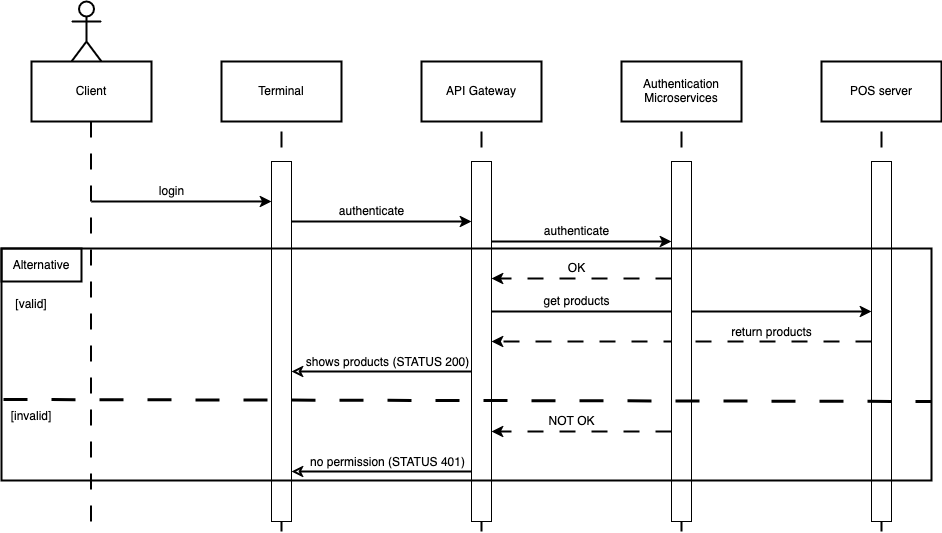 Client
Terminal
API Gateway
Authentication
Microservices
POS server
login
authenticate
authenticate
Alternative
OK
[valid]
get products
return products
shows products (STATUS 200)
[invalid]
NOT OK
no permission (STATUS 401)